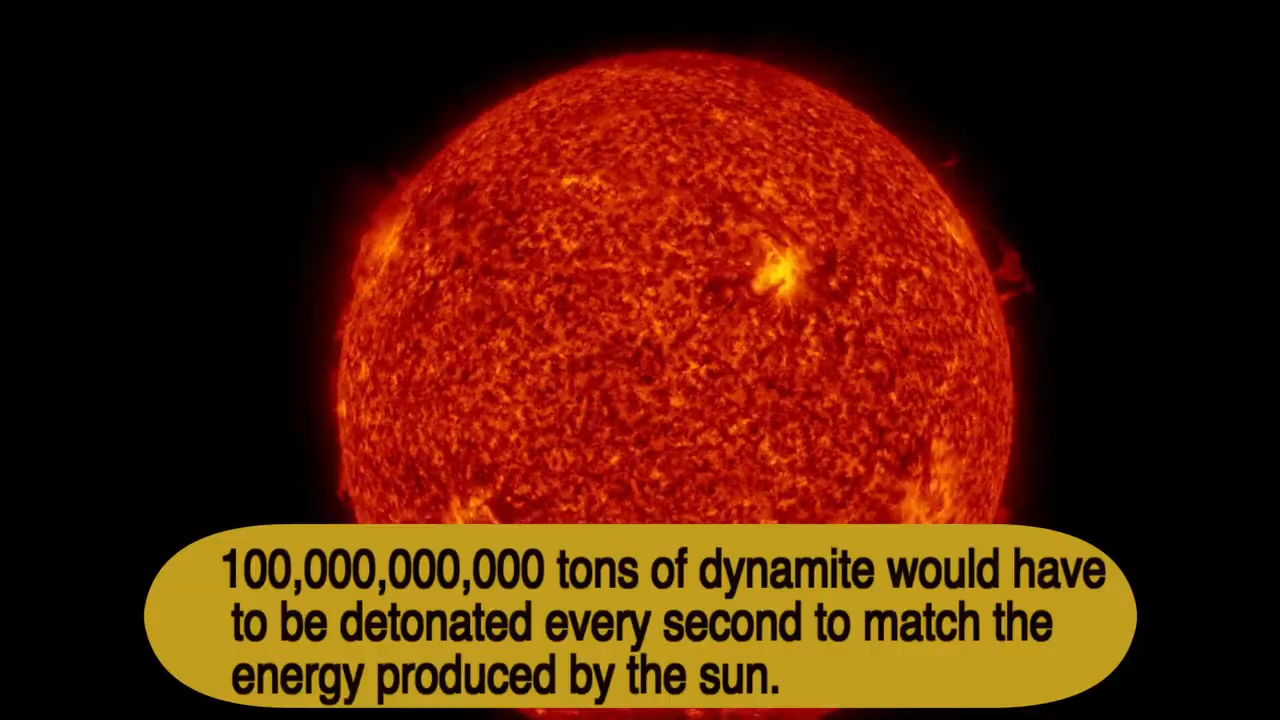 100,000,000,000 tons of dynamite would have
to be detonated every second to match the
energy produced by the sun.